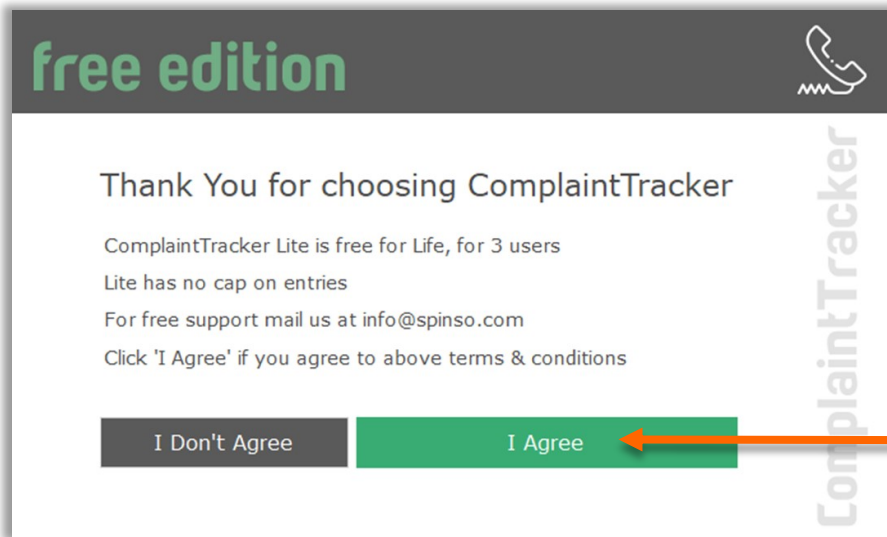 free edition
Thank You for choosing ComplaintTracker
ComplaintTracker Lite is free for Life, for 3 users
Lite has no cap on entries
For free support mail us at info@spinso.com
Click 'I Agree' if you agree to above terms & conditions
I Don't Agree
I Agree
ComplaintTracker